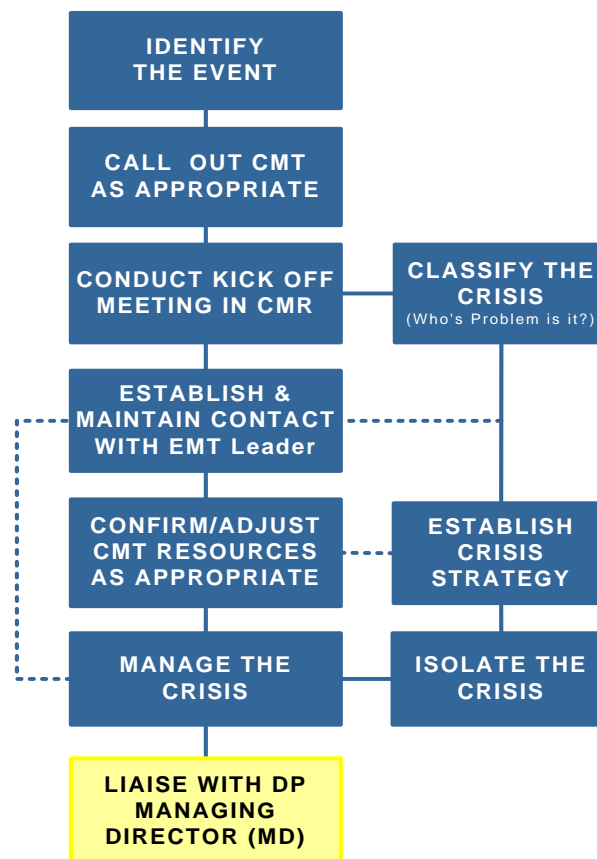 IDENTIFY
THE EVENT
CALL OUT CMT
AS APPROPRIATE
CONDUCT KICK OFF
MEETING IN CMR
CLASSIFY THE
CRISIS
(Who's Problem is it?)
ESTABLISH &
MAINTAIN CONTACT
WITH EMT Leader
CONFIRM/ADJUST
CMT RESOURCES
AS APPROPRIATE
ESTABLISH
CRISIS
STRATEGY
MANAGE THE
CRISIS
ISOLATE THE
CRISIS
LIAISE WITH DP
MANAGING
DIRECTOR (MD)